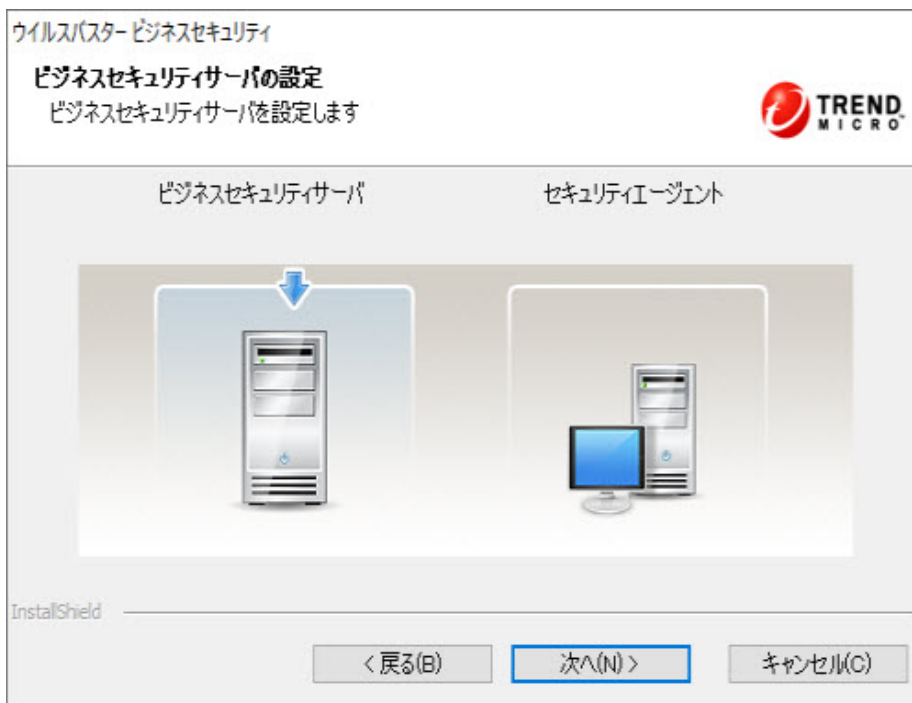 ウイルスバスター ビジネスセキュリティ
ビジネスセキュリティサーバの設定
ビジネスセキュリティサーバを設定します
TREND
MICRO
ビジネスセキュリティサーバ
セキュリティエージェント
InstallShield
< 戻る(B)
次へ(N) >
キャンセル(C)